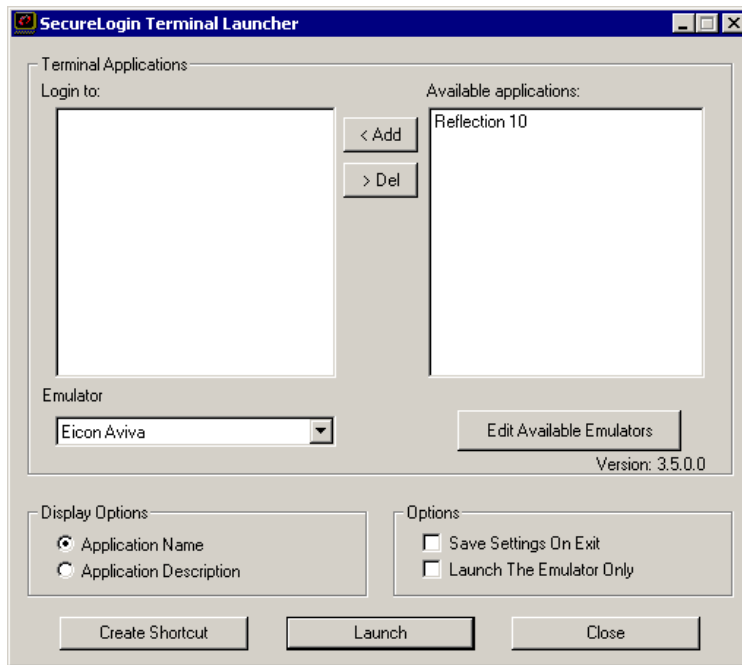 SecureLogin Terminal Launcher
Terminal Applications
Login to:
Available applications:
Reflection 10
< Add
> Del
Emulator
Eicon Aviva
Edit Available Emulators
Version: 3.5.0.0
Display Options
Options
Application Name
Save Settings On Exit
Application Description
Launch The Emulator Only
Create Shortcut
Launch
Close